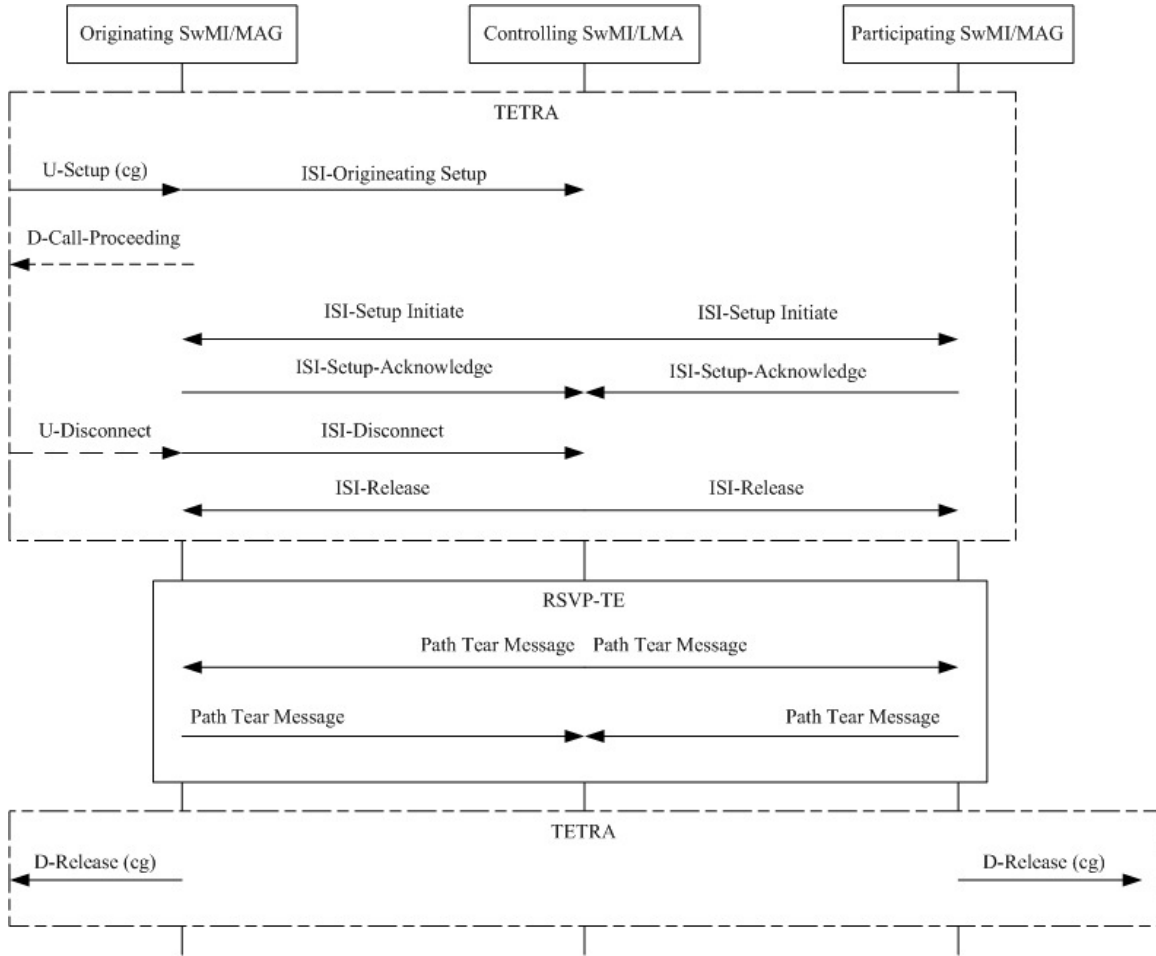 Originating SwMI/MAG
Controlling SwMI/LMA
Participating SwMI/MAG
TETRA
U-Setup (cg)
ISI-Origineating Setup
D-Call-Proceeding
ISI-Setup Initiate
ISI-Setup Initiate
ISI-Setup-Acknowledge
ISI-Setup-Acknowledge
U-Disconnect
ISI-Disconnect
ISI-Release
ISI-Release
RSVP-TE
Path Tear Message
Path Tear Message
Path Tear Message
Path Tear Message
TETRA
D-Release (cg)
D-Release (cg)